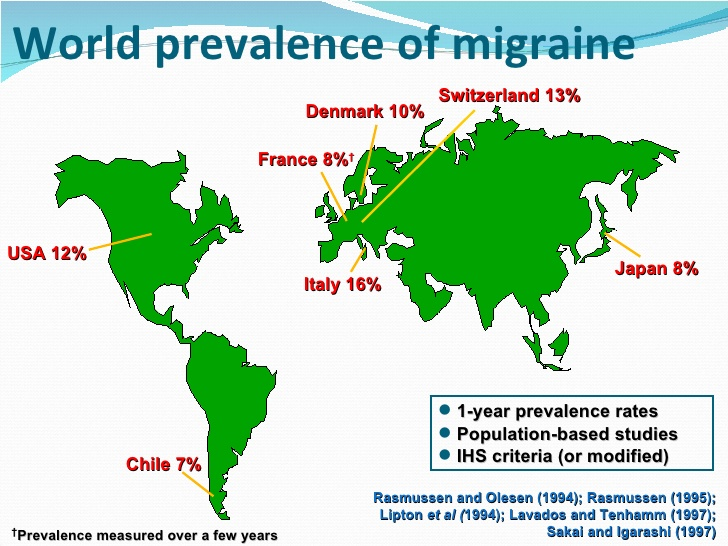 World prevalence of migraine
Switzerland 13%
Denmark 10%
France 8%†
USA 12%
Japan 8%
Italy 16%
1-year prevalence rates
Population-based studies
IHS criteria (or modified)
Chile 7%
Rasmussen and Olesen (1994); Rasmussen (1995);
Lipton et al (1994); Lavados and Tenhamm (1997);
Sakai and Igarashi (1997)
†Prevalence measured over a few years